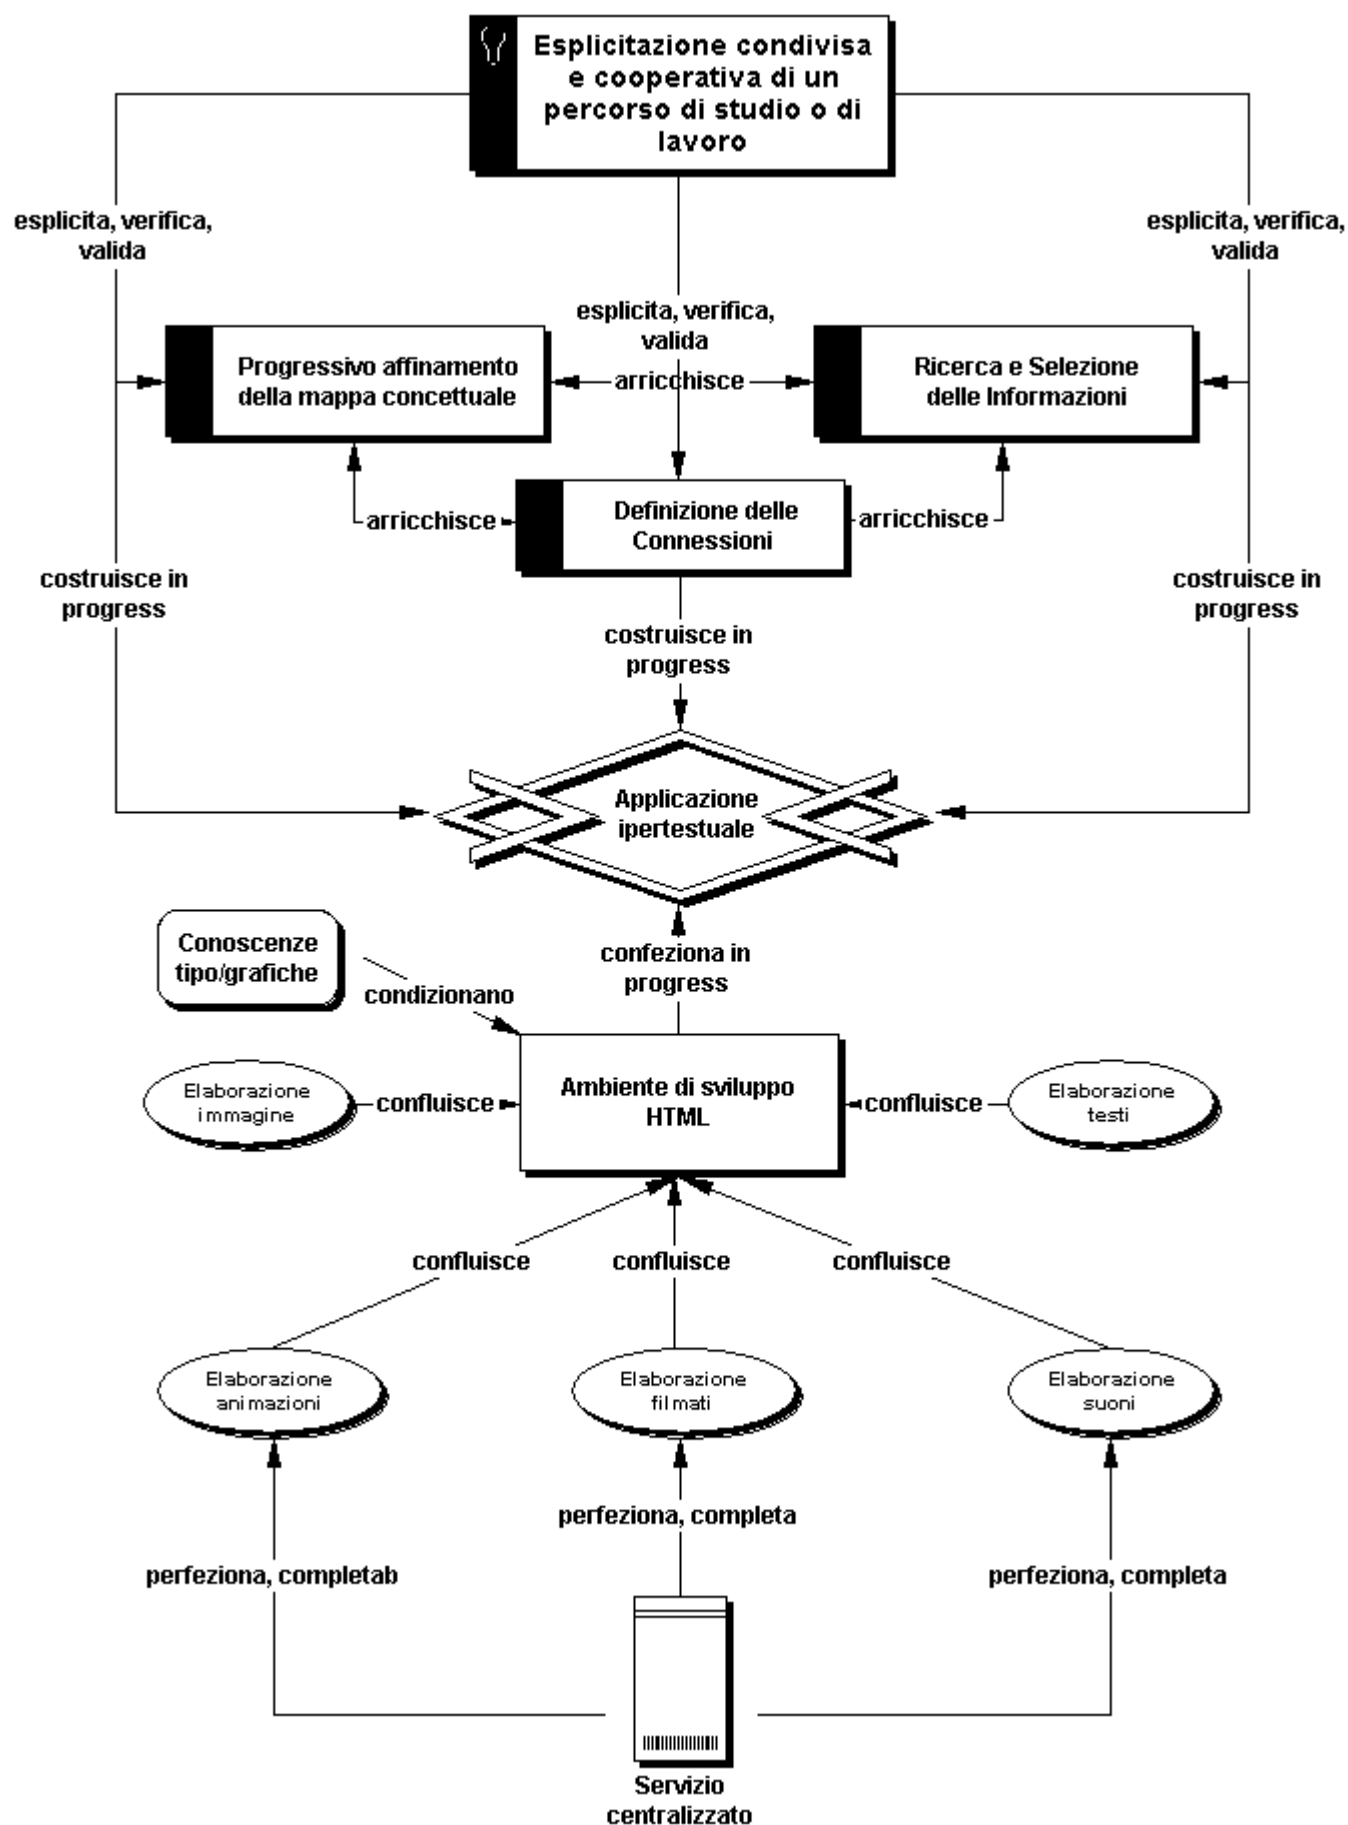 Esplicitazione condivisa
e cooperativa di un
percorso di studio o di
lavoro
esplicita, verifica,
valida
esplicita, verifica,
valida
esplicita, verifica,
valida
Progressivo affinamento
della mappa concettuale
arricchisce
Ricerca e Selezione
delle Informazioni
arricchisce
Definizione delle
Connessioni
arricchisce
costruisce in
progress
costruisce in
progress
costruisce in
progress
Applicazione
ipertestuale
Conoscenze
tipo/grafiche
confeziona in
progress
condizionano
Elaborazione
immagine
confluisce
Ambiente di sviluppo
HTML
confluisce
Elaborazione
testi
confluisce
confluisce
confluisce
Elaborazione
animazioni
Elaborazione
filmati
Elaborazione
suoni
perfeziona, completa
perfeziona, completab
perfeziona, completa
Servizio
centralizzato